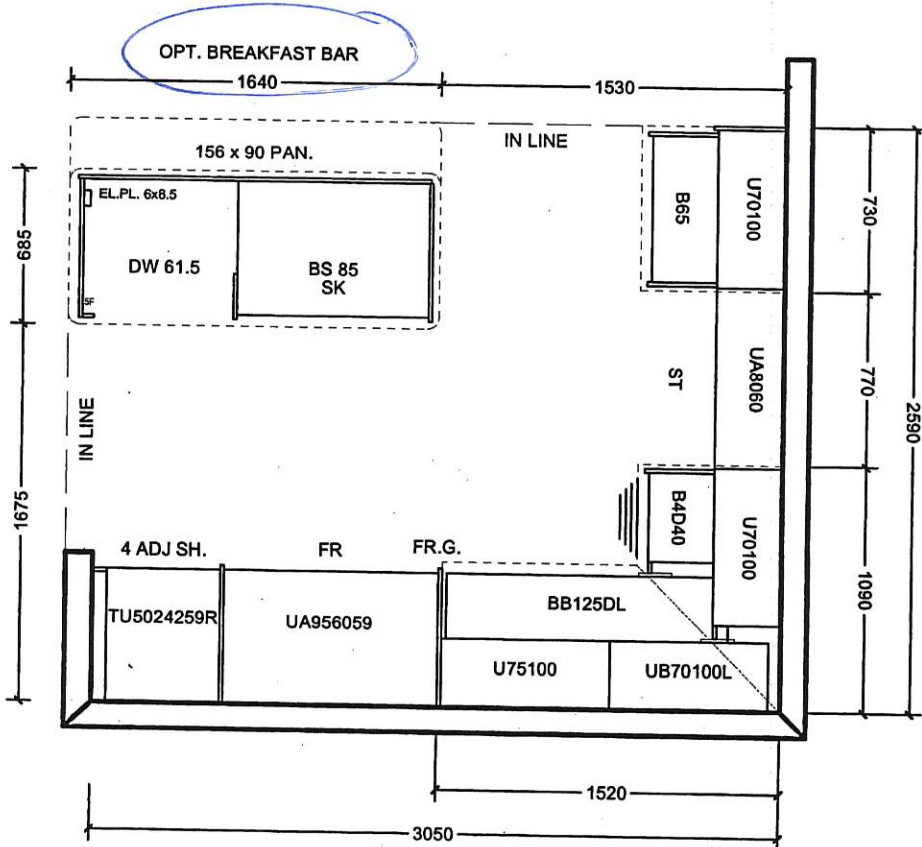 OPT. BREAKFAST BAR
1640
1530
IN LINE
156 x 90 PAN.
EL.PL. 6x8.5
DW 61.5
BS 85
SK
5F
685
B65
U70100
730
ST
UA8060
770
2590
IN LINE
1675
B4D40
U70100
1090
4 ADJ SH.
FR
FR.G.
TU5024259R
UA956059
BB125DL
U75100
UB70100L
1520
3050